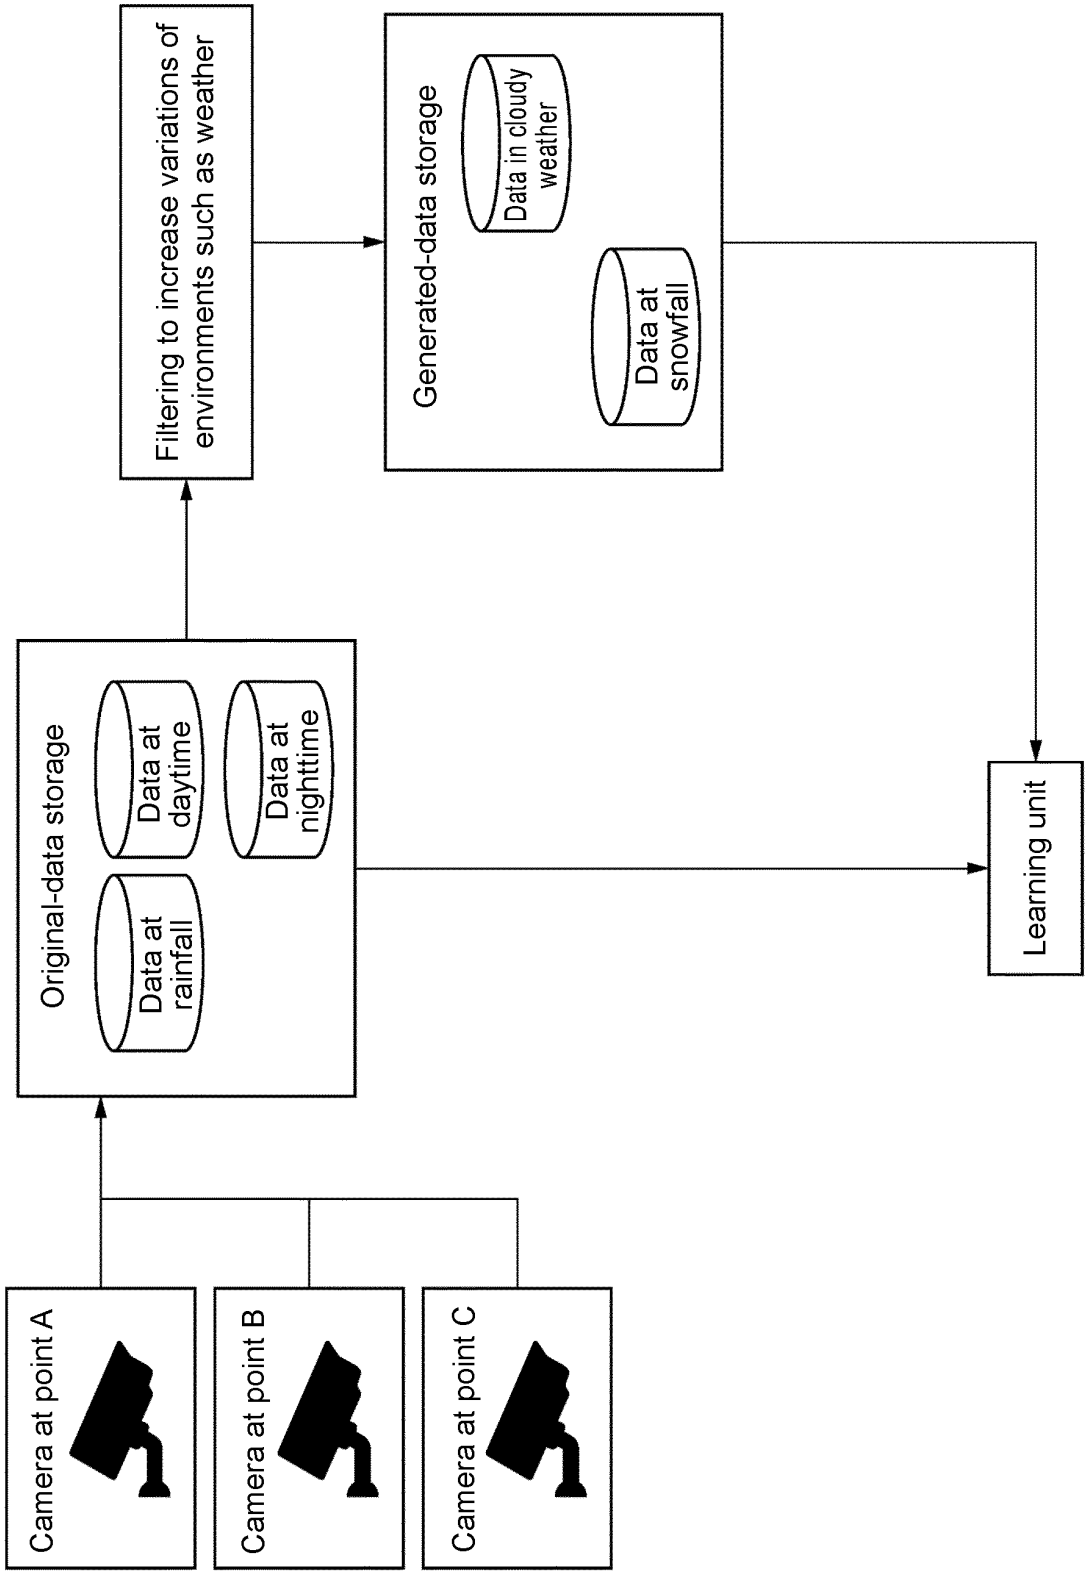 Camera at point A
Camera at point B
Camera at point C
Original-data storage
Data at
rainfall
Data at
daytime
Data at
nighttime
Filtering to increase variations of
environments such as weather
Generated-data storage
Data in cloudy
weather
Data at
snowfall
Learning unit